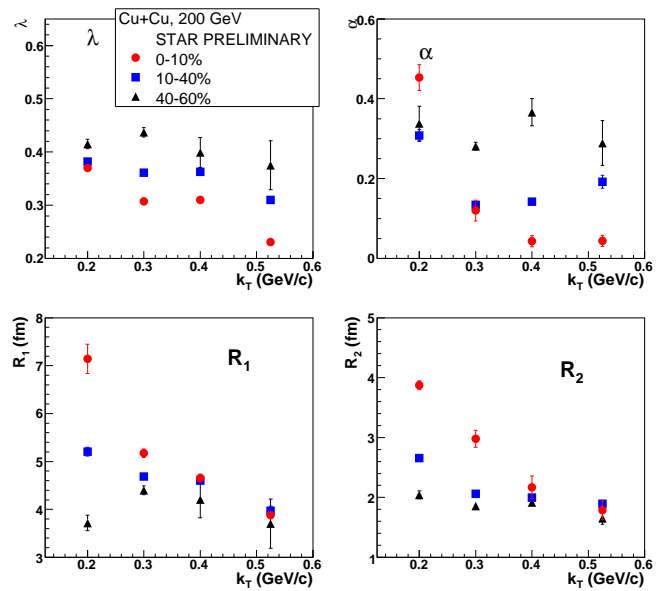 λ
0.6
0.5
0.4
0.3
0.2
λ
Cu+Cu, 200 GeV
STAR PRELIMINARY
0-10%
10-40%
40-60%
0.2 0.3 0.4 0.5 0.6
k_T (GeV/c)
α
0.6
0.4
0.2
0
α
0.2 0.3 0.4 0.5 0.6
k_T (GeV/c)
R_1 (fm)
8
7
6
5
4
3
R_1
0.2 0.3 0.4 0.5 0.6
k_T (GeV/c)
R_2 (fm)
5
4
3
2
1
R_2
0.2 0.3 0.4 0.5 0.6
k_T (GeV/c)